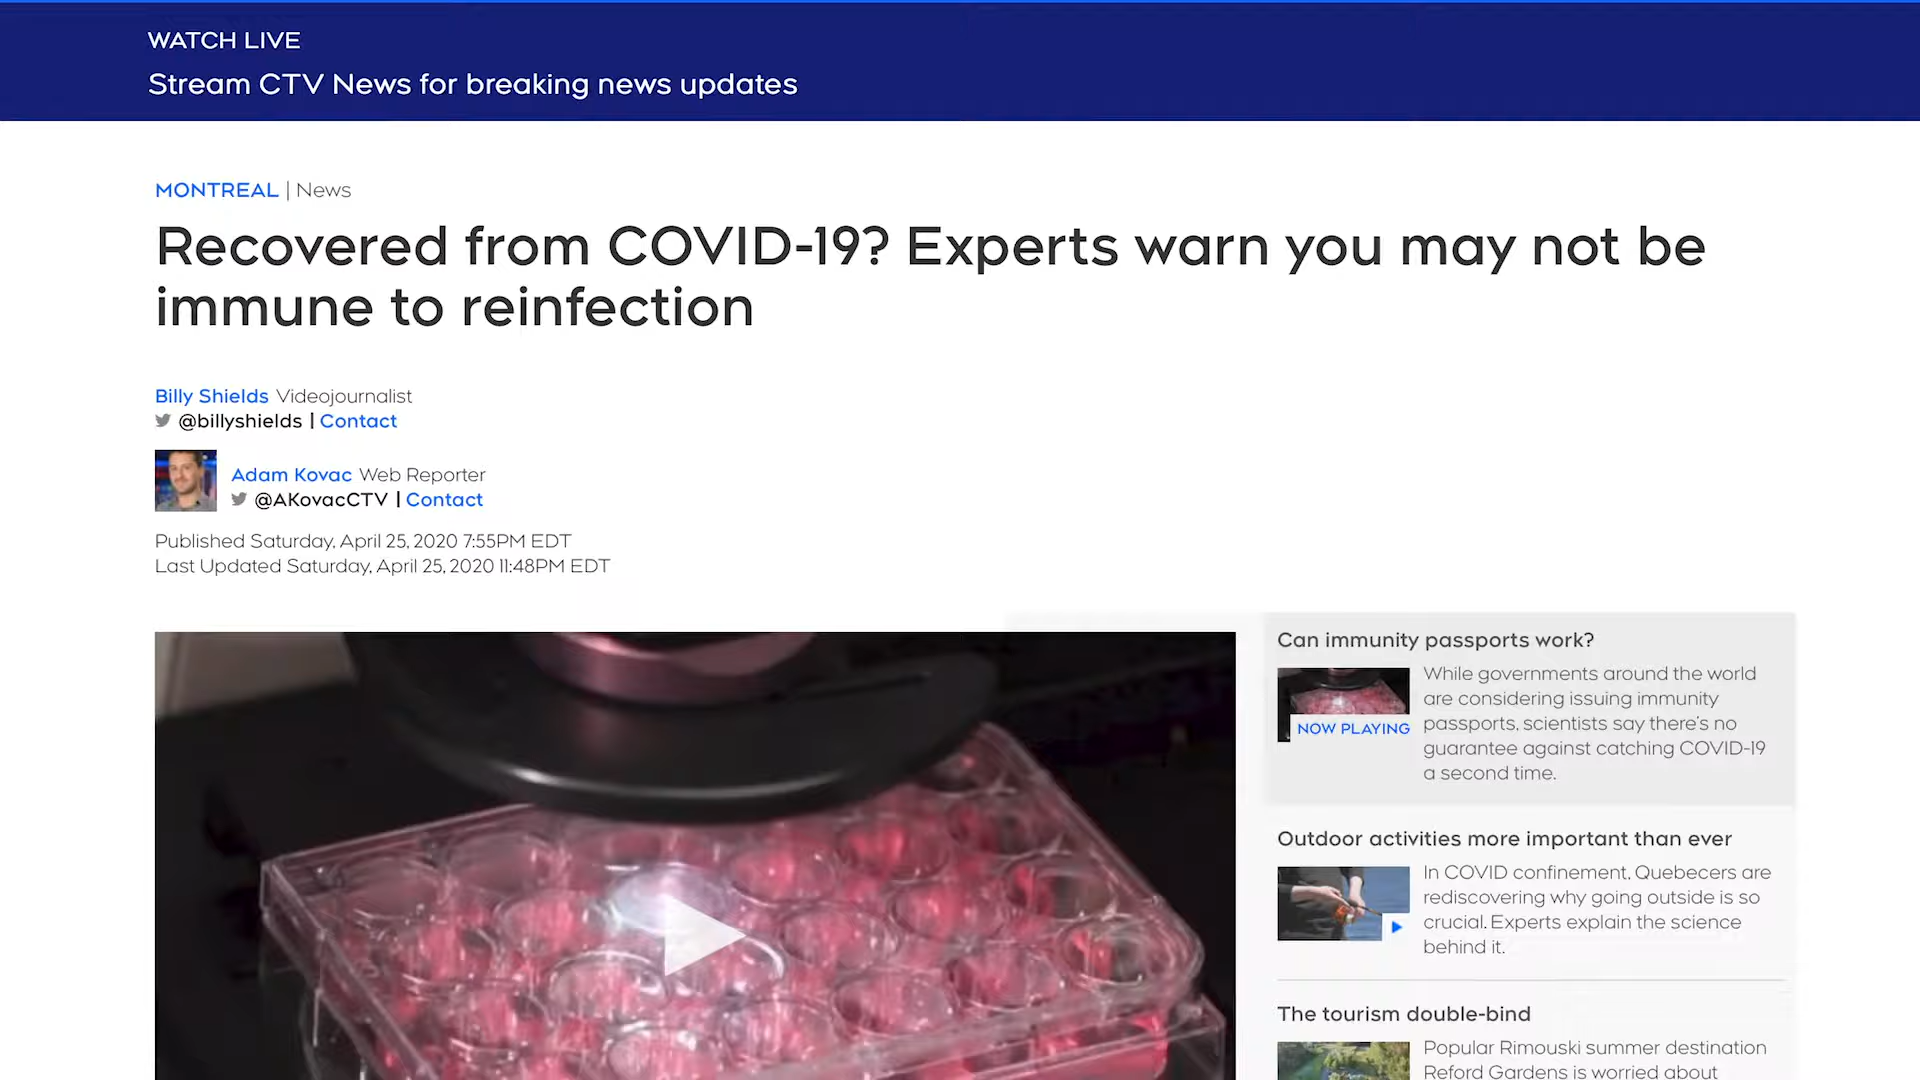 WATCH LIVE
Stream CTV News for breaking news updates
MONTREAL | News
Recovered from COVID-19? Experts warn you may not be
immune to reinfection
Billy Shields Videojournalist
@billyshields | Contact
Adam Kovac Web Reporter
@AKovacCTV | Contact
Published Saturday, April 25, 2020 7:55PM EDT
Last Updated Saturday, April 25, 2020 11:48PM EDT
Can immunity passports work?
NOW PLAYING
While governments around the world
are considering issuing immunity
passports, scientists say there's no
guarantee against catching COVID-19
a second time.
Outdoor activities more important than ever
In COVID confinement, Quebecers are
rediscovering why going outside is so
crucial. Experts explain the science
behind it.
The tourism double-bind
Popular Rimouski summer destination
Reford Gardens is worried about